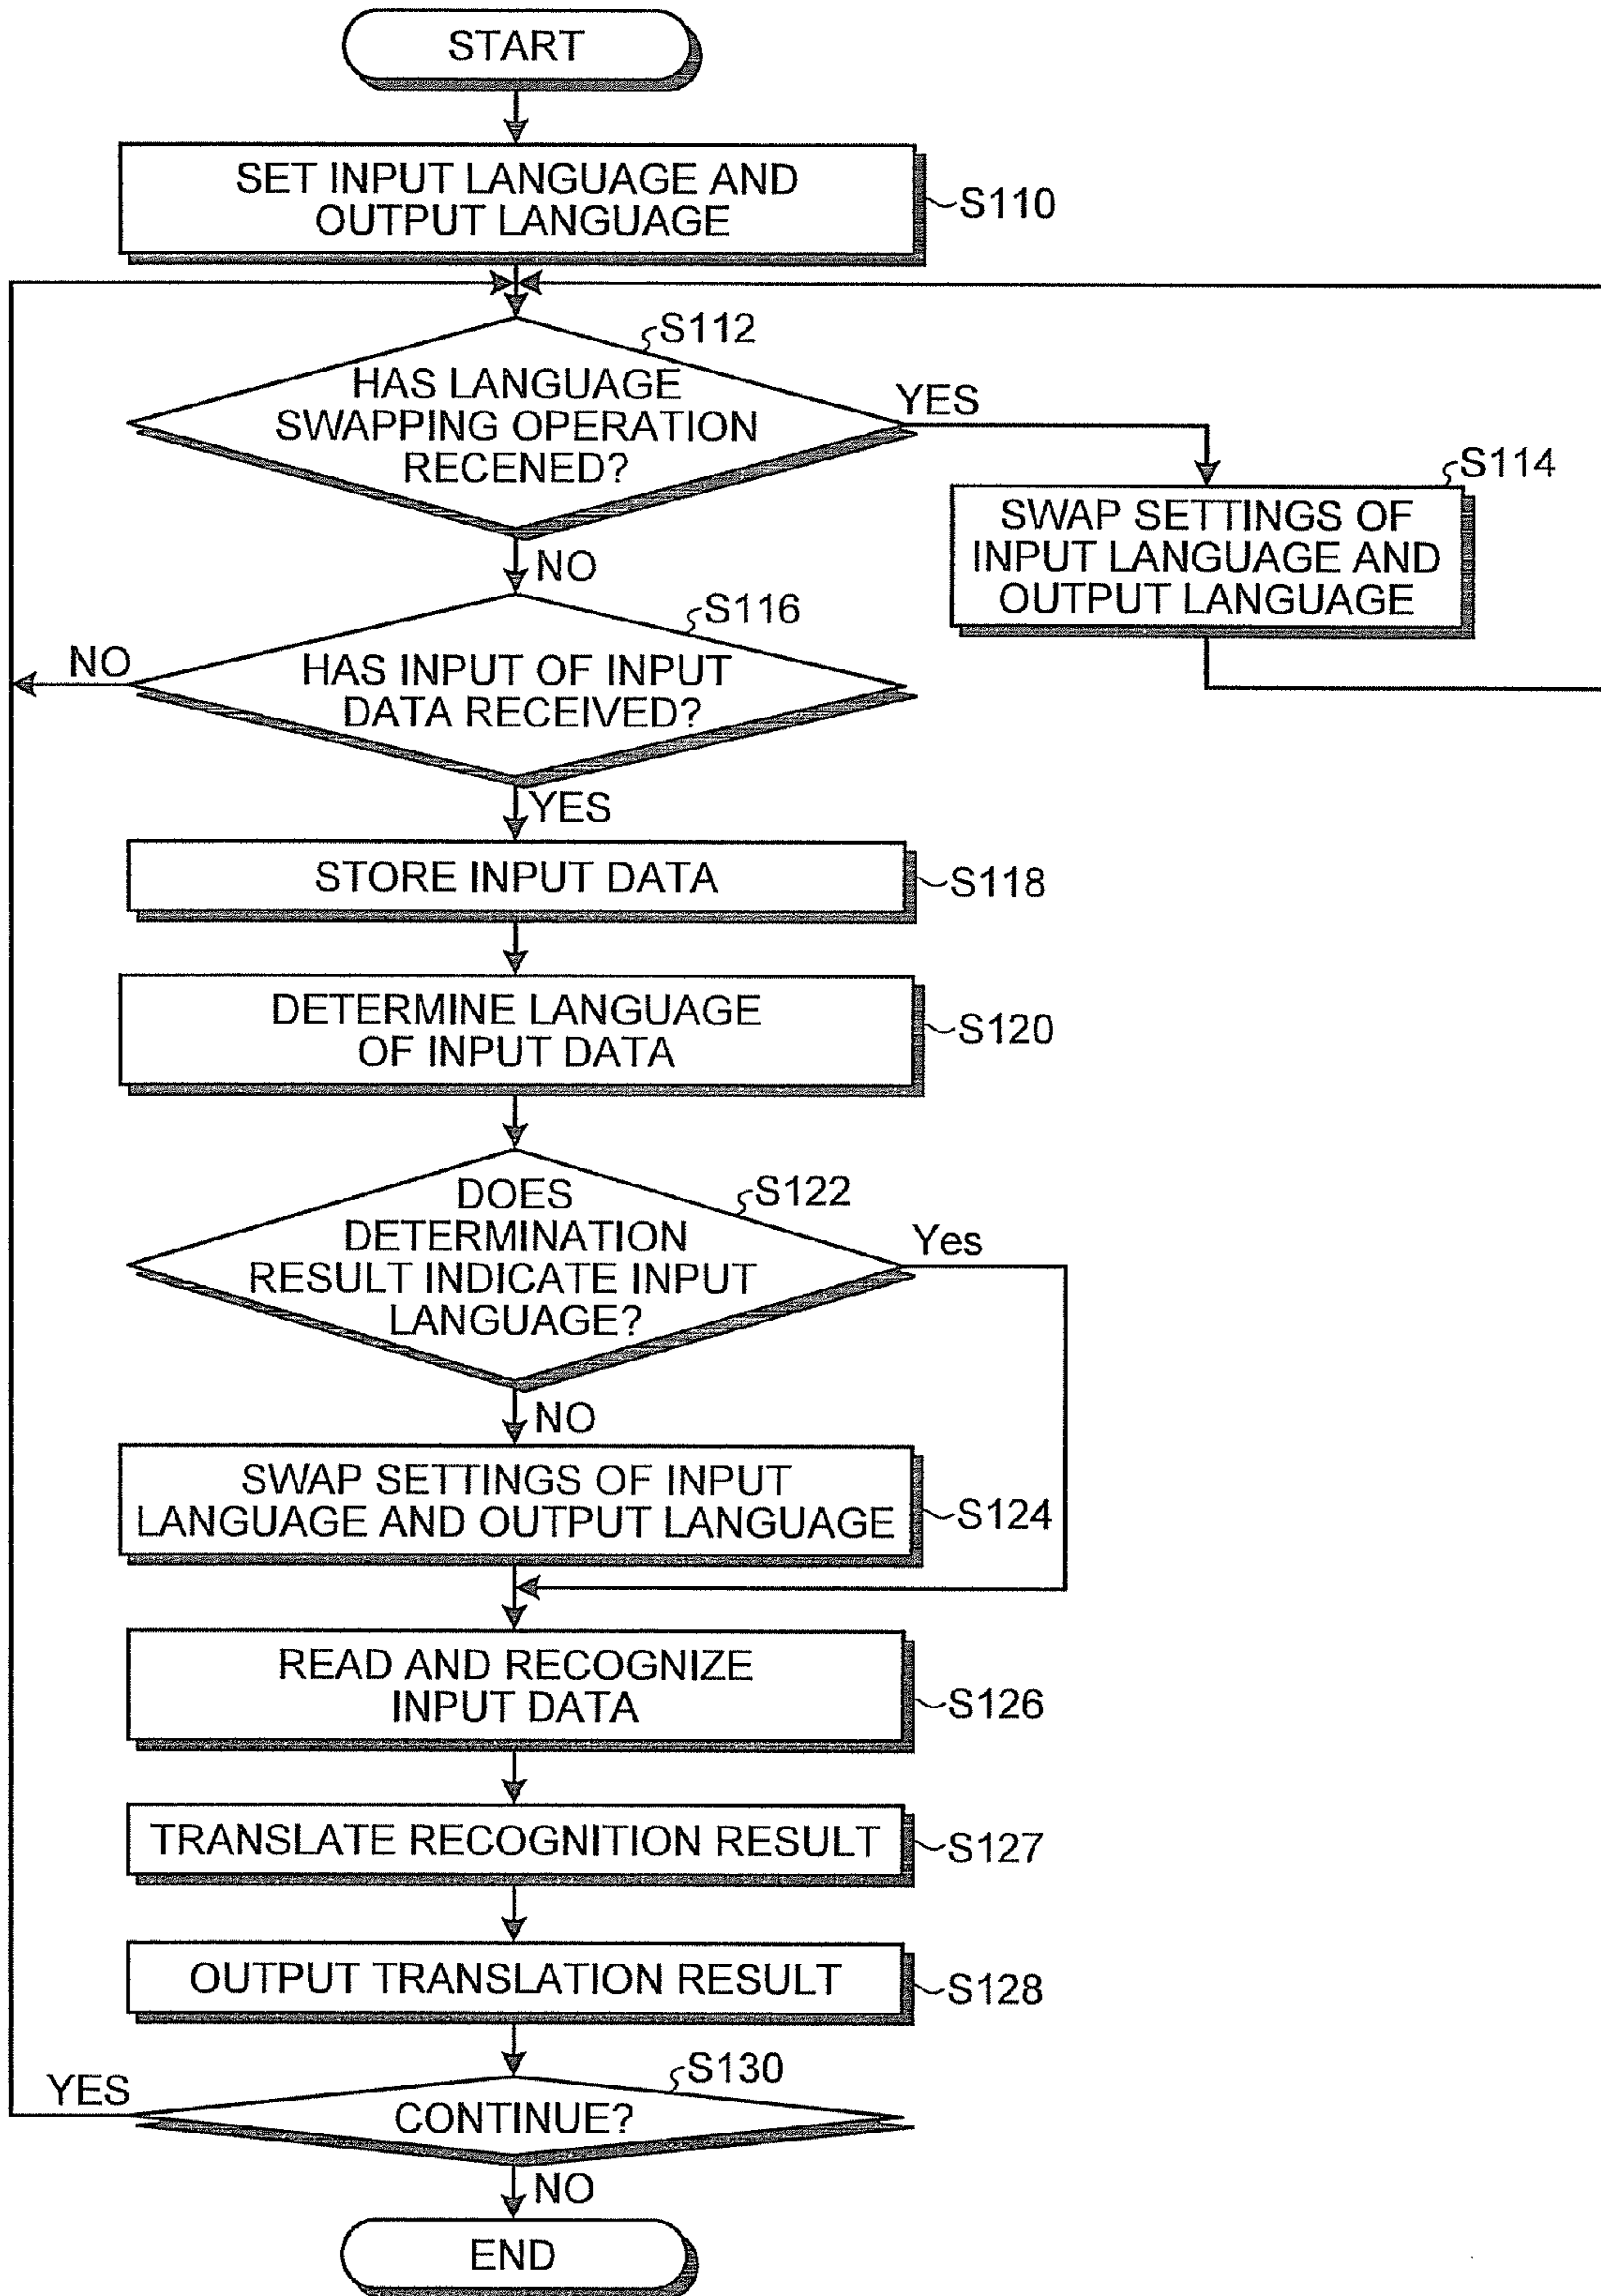 START
SET INPUT LANGUAGE AND
OUTPUT LANGUAGE
S110
S112
HAS LANGUAGE
SWAPPING OPERATION
RECENED?
YES
S114
SWAP SETTINGS OF
INPUT LANGUAGE AND
OUTPUT LANGUAGE
NO
S116
NO
HAS INPUT OF INPUT
DATA RECEIVED?
YES
STORE INPUT DATA
S118
DETERMINE LANGUAGE
OF INPUT DATA
S120
S122
DOES
DETERMINATION
RESULT INDICATE INPUT
LANGUAGE?
Yes
NO
SWAP SETTINGS OF INPUT
LANGUAGE AND OUTPUT LANGUAGE
S124
READ AND RECOGNIZE
INPUT DATA
S126
TRANSLATE RECOGNITION RESULT
S127
OUTPUT TRANSLATION RESULT
S128
S130
YES
CONTINUE?
NO
END